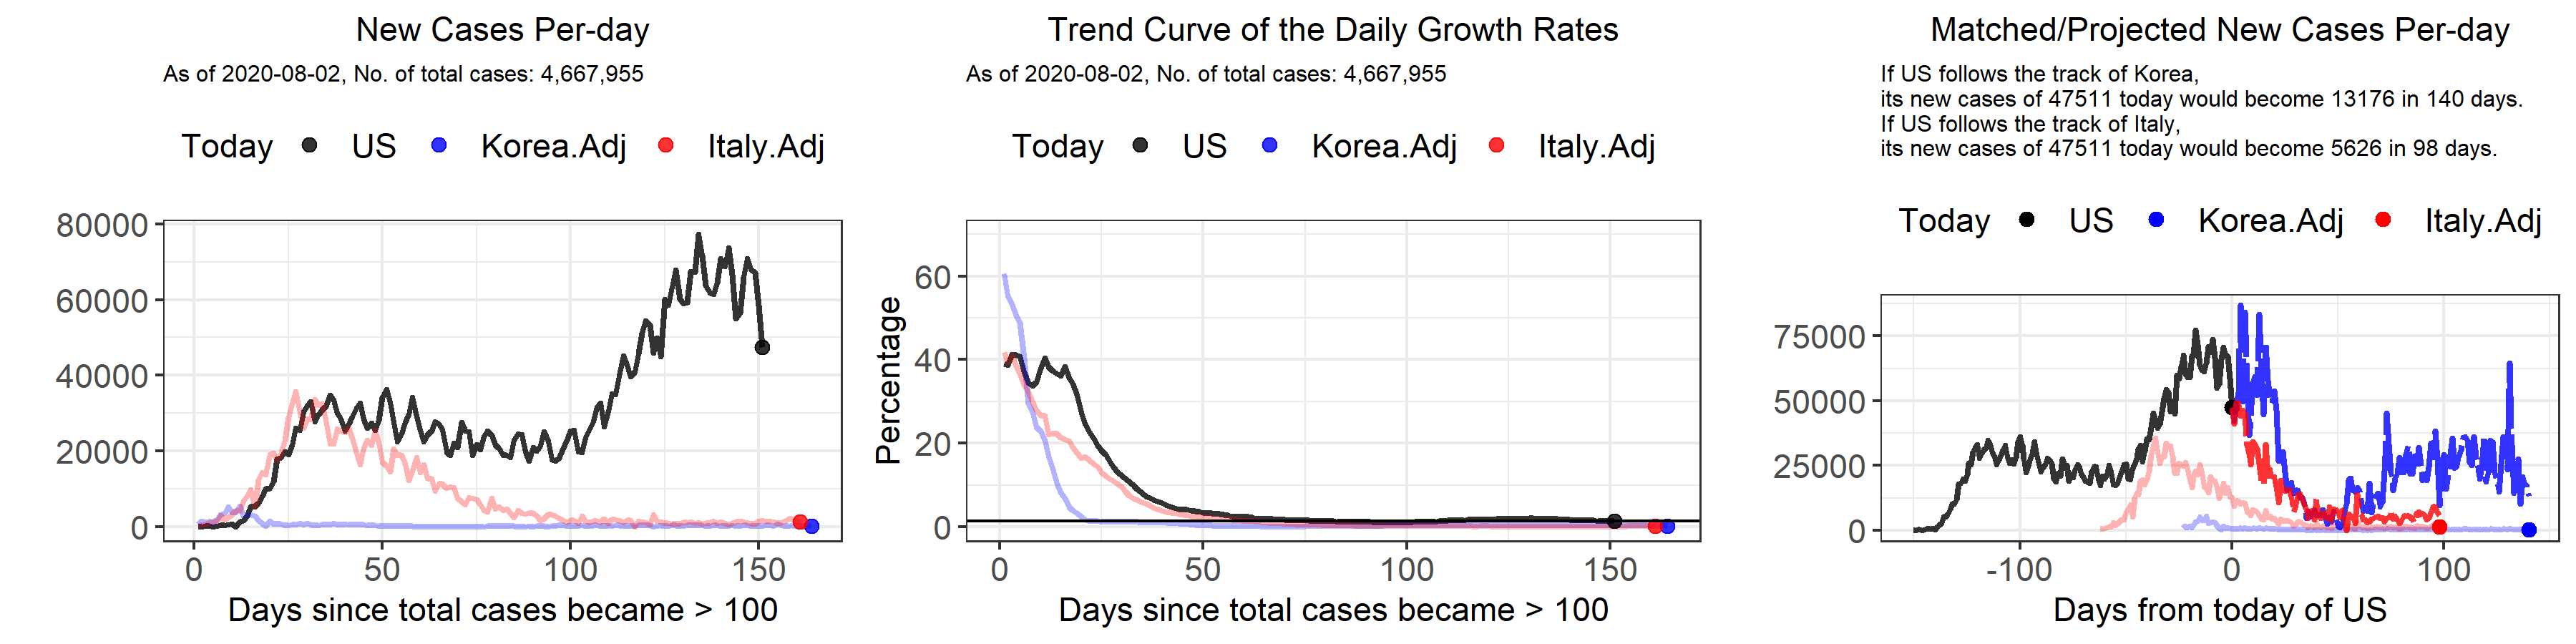 New Cases Per-day
As of 2020-08-02, No. of total cases: 4,667,955
Today US Korea.Adj Italy.Adj
80000
60000
40000
20000
0
0 50 100 150
Days since total cases became > 100
Trend Curve of the Daily Growth Rates
As of 2020-08-02, No. of total cases: 4,667,955
Today US Korea.Adj Italy.Adj
Percentage
60
40
20
0
0 50 100 150
Days since total cases became > 100
Matched/Projected New Cases Per-day
If US follows the track of Korea,
its new cases of 47511 today would become 13176 in 140 days.
If US follows the track of Italy,
its new cases of 47511 today would become 5626 in 98 days.
Today US Korea.Adj Italy.Adj
75000
50000
25000
0
-100 0 100
Days from today of US